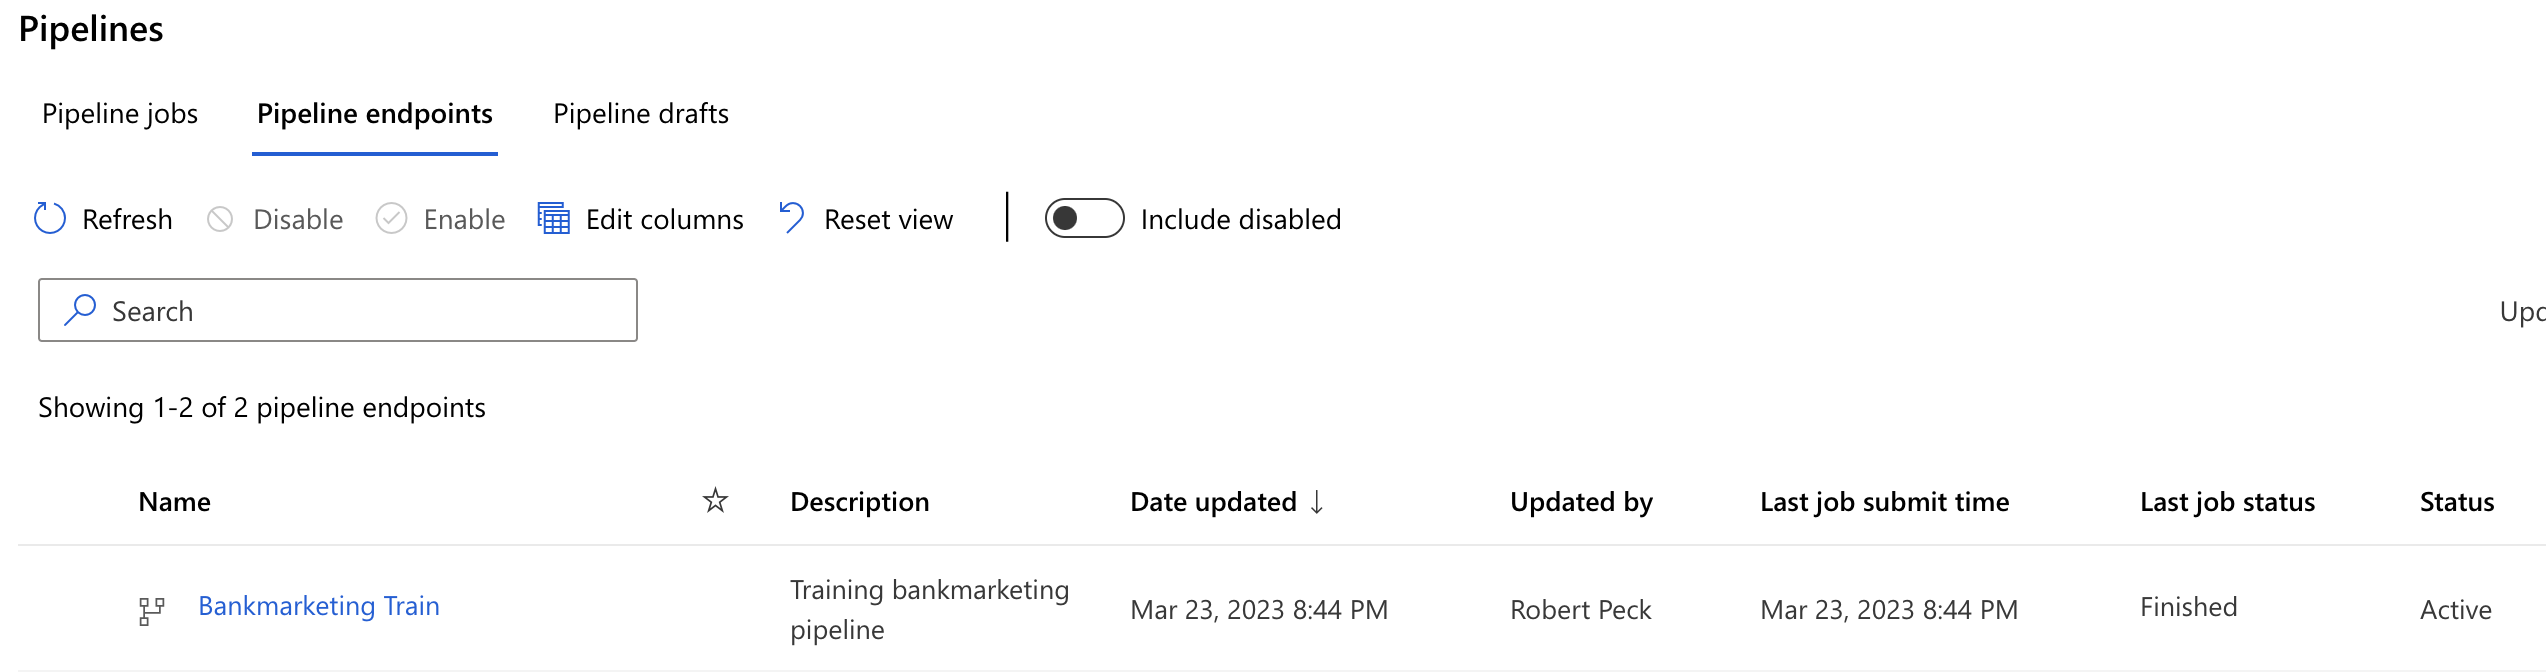 Pipelines
Pipeline jobs Pipeline endpoints Pipeline drafts
Refresh Disable Enable Edit columns Reset view Include disabled
Search
Showing 1-2 of 2 pipeline endpoints
Name Description Date updated ↓ Updated by Last job submit time Last job status Status
Bankmarketing Train Training bankmarketing pipeline Mar 23, 2023 8:44 PM Robert Peck Mar 23, 2023 8:44 PM Finished Active